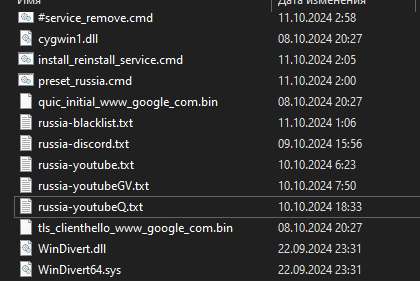 Имя Дата изменения
#service_remove.cmd 11.10.2024 2:58
cygwin1.dll 08.10.2024 20:27
install_reinstall_service.cmd 11.10.2024 2:05
preset_russia.cmd 11.10.2024 2:00
quic_initial_www_google_com.bin 08.10.2024 20:27
russia-blacklist.txt 11.10.2024 1:06
russia-discord.txt 09.10.2024 15:56
russia-youtube.txt 10.10.2024 6:23
russia-youtubeGV.txt 10.10.2024 7:50
russia-youtubeQ.txt 10.10.2024 18:33
tls_clienthello_www_google_com.bin 08.10.2024 20:27
WinDivert.dll 22.09.2024 23:31
WinDivert64.sys 22.09.2024 23:31